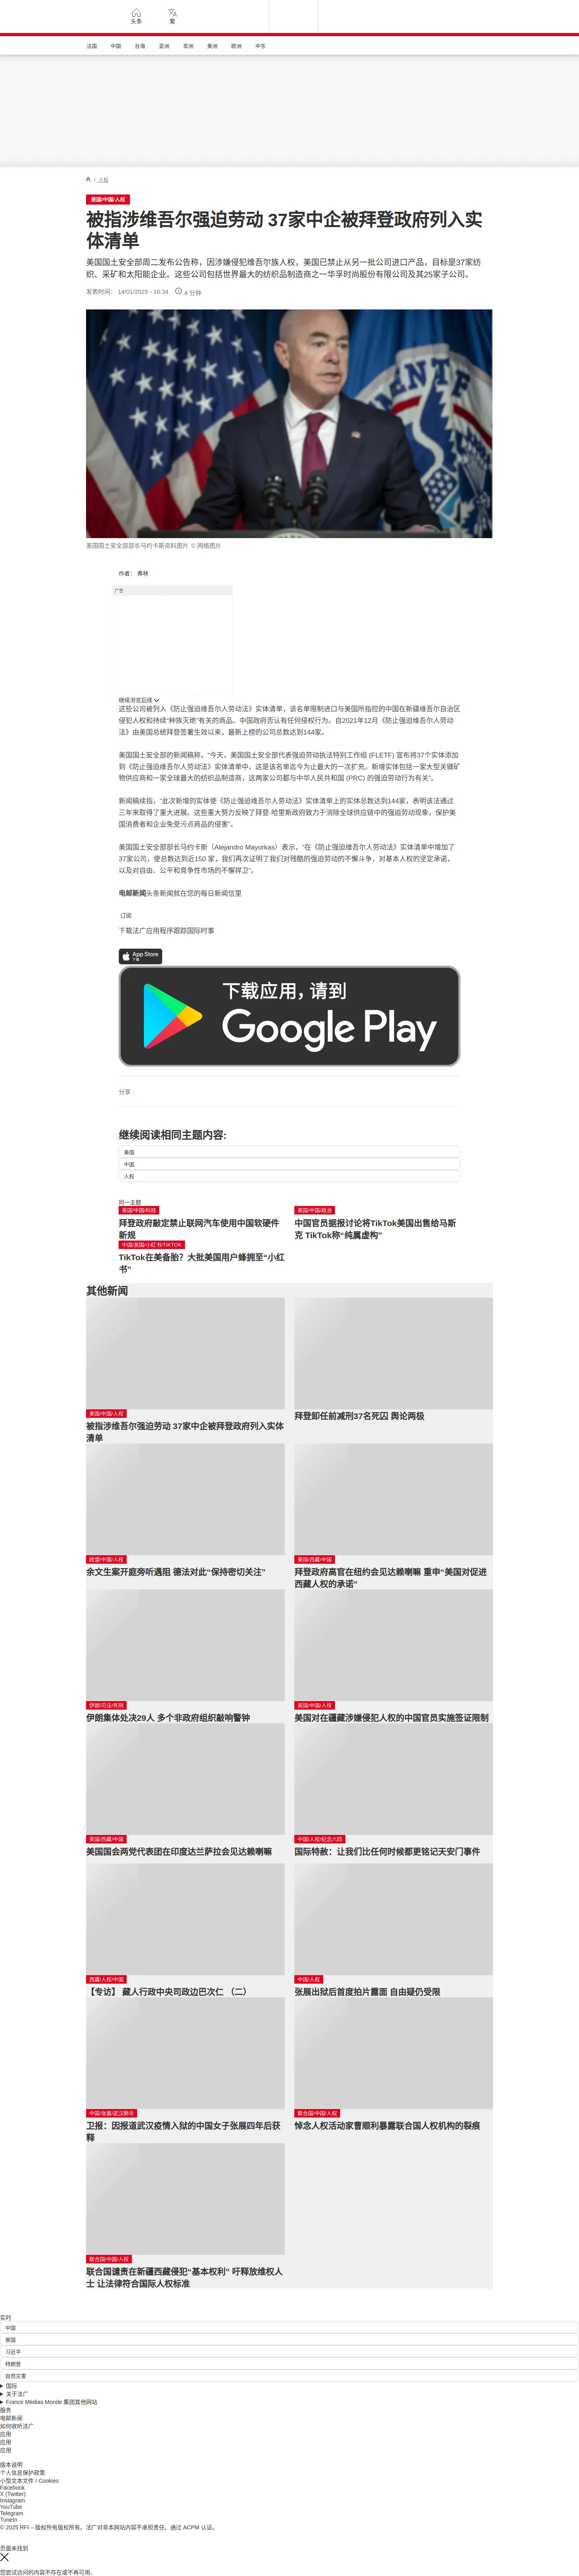 头条
繁
法国 中国 台海 亚洲 非洲 美洲 欧洲 中东
/ 人权
美国/中国/人权
被指涉维吾尔强迫劳动 37家中企被拜登政府列入实
体清单
美国国土安全部周二发布公告称，因涉嫌侵犯维吾尔族人权，美国已禁止从另一批公司进口产品，目标是37家纺
织、采矿和太阳能企业。这些公司包括世界最大的纺织品制造商之一华孚时尚股份有限公司及其25家子公司。
发表时间： 14/01/2025 - 16:34 4 分钟
美国国土安全部部长马约卡斯资料图片 © 网络图片
作者： 弗林
广告
继续浏览后续
这些公司被列入《防止强迫维吾尔人劳动法》实体清单，该名单限制进口与美国所指控的中国在新疆维吾尔自治区
侵犯人权和持续“种族灭绝”有关的商品。中国政府否认有任何侵权行为。自2021年12月《防止强迫维吾尔人劳动
法》由美国总统拜登签署生效以来，最新上榜的公司总数达到144家。
美国国土安全部部的新闻稿称，“今天，美国国土安全部代表强迫劳动执法特别工作组 (FLETF) 宣布将37个实体添加
到《防止强迫维吾尔人劳动法》实体清单中，这是该名单迄今为止最大的一次扩充。新增实体包括一家大型关键矿
物供应商和一家全球最大的纺织品制造商，这两家公司都与中华人民共和国 (PRC) 的强迫劳动行为有关”。
新闻稿续指，“此次新增的实体使《防止强迫维吾尔人劳动法》实体清单上的实体总数达到144家，表明该法通过
三年来取得了重大进展。这些重大努力反映了拜登-哈里斯政府致力于消除全球供应链中的强迫劳动现象，保护美
国消费者和企业免受污点商品的侵害”。
美国国土安全部部长马约卡斯（Alejandro Mayorkas）表示，“在《防止强迫维吾尔人劳动法》实体清单中增加了
37家公司，使总数达到近150 家，我们再次证明了我们对残酷的强迫劳动的不懈斗争，对基本人权的坚定承诺，
以及对自由、公平和竞争性市场的不懈捍卫”。
电邮新闻头条新闻就在您的每日新闻信里
订阅
下载法广应用程序跟踪国际时事
App Store
下载
下载应用，请到
Google Play
分享 :
继续阅读相同主题内容:
美国
中国
人权
同一主题
美国/中国/科技
拜登政府敲定禁止联网汽车使用中国软硬件
新规
美国/中国/政治
中国官员据报讨论将TikTok美国出售给马斯
克 TikTok称“纯属虚构”
中国/美国/小红书/TIKTOK
TikTok在美备胎？大批美国用户蜂拥至“小红
书”
其他新闻
美国/中国/人权
被指涉维吾尔强迫劳动 37家中企被拜登政府列入实体
清单
拜登卸任前减刑37名死囚 舆论两极
欧盟/中国/人权
余文生案开庭旁听遇阻 德法对此“保持密切关注”
美国/西藏/中国
拜登政府高官在纽约会见达赖喇嘛 重申“美国对促进
西藏人权的承诺”
伊朗/司法/死刑
伊朗集体处决29人 多个非政府组织敲响警钟
美国/中国/人权
美国对在疆藏涉嫌侵犯人权的中国官员实施签证限制
美国/西藏/中国
美国国会两党代表团在印度达兰萨拉会见达赖喇嘛
中国/人权/纪念六四
国际特赦：让我们比任何时候都更铭记天安门事件
西藏/人权/中国
【专访】 藏人行政中央司政边巴次仁 （二）
中国/人权
张展出狱后首度拍片露面 自由疑仍受限
中国/张展/武汉肺炎
卫报：因报道武汉疫情入狱的中国女子张展四年后获
释
联合国/中国/人权
悼念人权活动家曹顺利暴露联合国人权机构的裂痕
联合国/中国/人权
联合国谴责在新疆西藏侵犯“基本权利” 吁释放维权人
士 让法律符合国际人权标准
实时
中国
美国
习近平
特朗普
自然灾害
国际
关于法广
France Médias Monde 集团其他网站
服务
电邮新闻
如何收听法广
应用
应用
应用
版本说明
个人信息保护政策
小型文本文件 / Cookies
Facebook
X (Twitter)
Instagram
YouTube
Telegram
TuneIn
© 2025 RFI – 版权所有版权所有。法广对非本网站内容不承担责任。通过 ACPM 认证。
页面未找到
您尝试访问的内容不存在或不再可用。